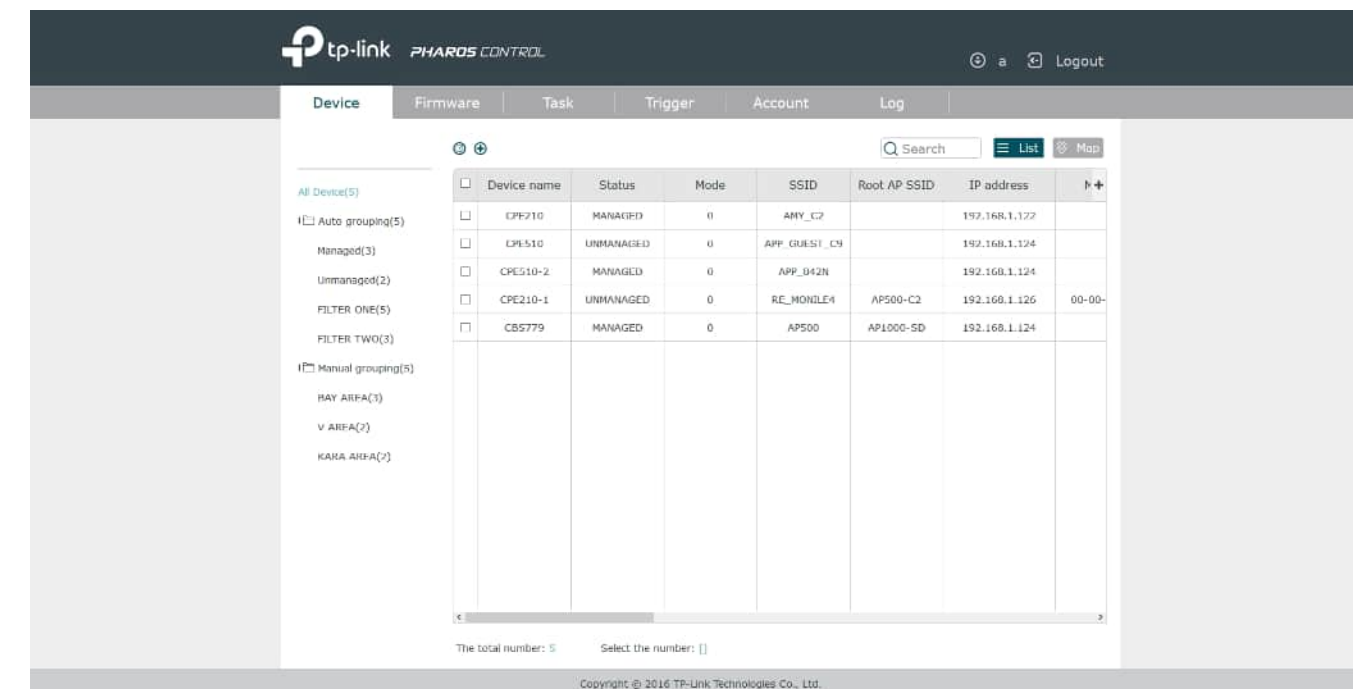 tp-link PHAROS CONTROL
a Logout
Device Firmware Task Trigger Account Log
Search List Map
All Device(5)
Auto grouping(5)
Managed(3)
Unmanaged(2)
FILTER ONE(5)
FILTER TWO(3)
Manual grouping(5)
BAY AREA(3)
V AREA(2)
KARA AREA(2)
Device name Status Mode SSID Root AP SSID IP address
CPE210 MANAGED 0 AMY_C2 192.168.1.122
CPE510 UNMANAGED 0 APP_GUEST_C9 192.168.1.124
CPE510-2 MANAGED 0 192.168.1.124
CPE210-1 UNMANAGED 0 RE_MONILE4 AP500-C2 192.168.1.126 00-00-
CBS779 MANAGED 0 AP500 AP1000-SD 192.168.1.124
The total number: 5 Select the number: []
Copyright © 2016 TP-Link Technologies Co., Ltd.